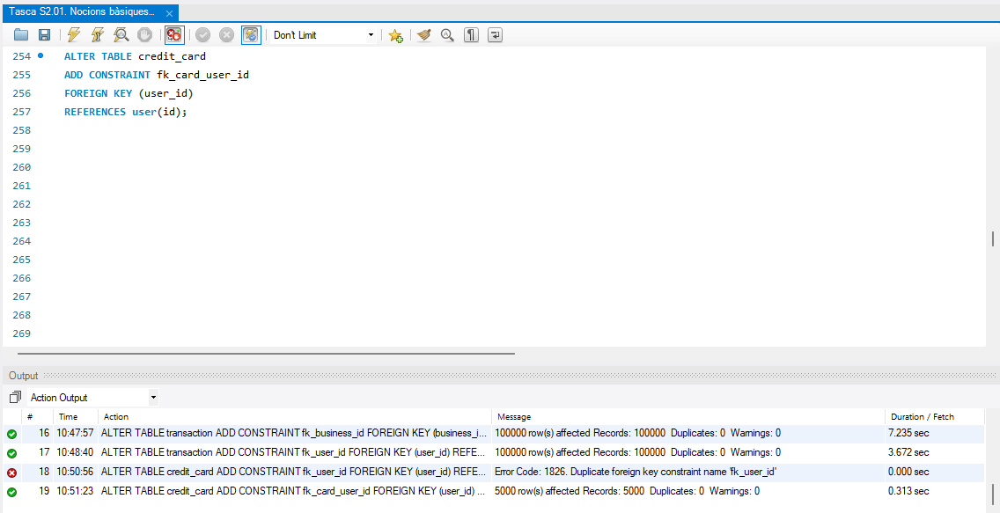 Tasca S2.01. Nocions bàsiques...
Don't Limit
254 ALTER TABLE credit_card
255 ADD CONSTRAINT fk_card_user_id
256 FOREIGN KEY (user_id)
257 REFERENCES user(id);
258
259
260
261
262
263
264
265
266
267
268
269
Output
Action Output
# Time Action Message Duration / Fetch
16 10:47:57 ALTER TABLE transaction ADD CONSTRAINT fk_business_id FOREIGN KEY (business_i... 100000 row(s) affected Records: 100000 Duplicates: 0 Warnings: 0 7.235 sec
17 10:48:40 ALTER TABLE transaction ADD CONSTRAINT fk_user_id FOREIGN KEY (user_id) REFE... 100000 row(s) affected Records: 100000 Duplicates: 0 Warnings: 0 3.672 sec
18 10:50:56 ALTER TABLE credit_card ADD CONSTRAINT fk_user_id FOREIGN KEY (user_id) REFE... Error Code: 1826. Duplicate foreign key constraint name 'fk_user_id' 0.000 sec
19 10:51:23 ALTER TABLE credit_card ADD CONSTRAINT fk_card_user_id FOREIGN KEY (user_id) ... 5000 row(s) affected Records: 5000 Duplicates: 0 Warnings: 0 0.313 sec